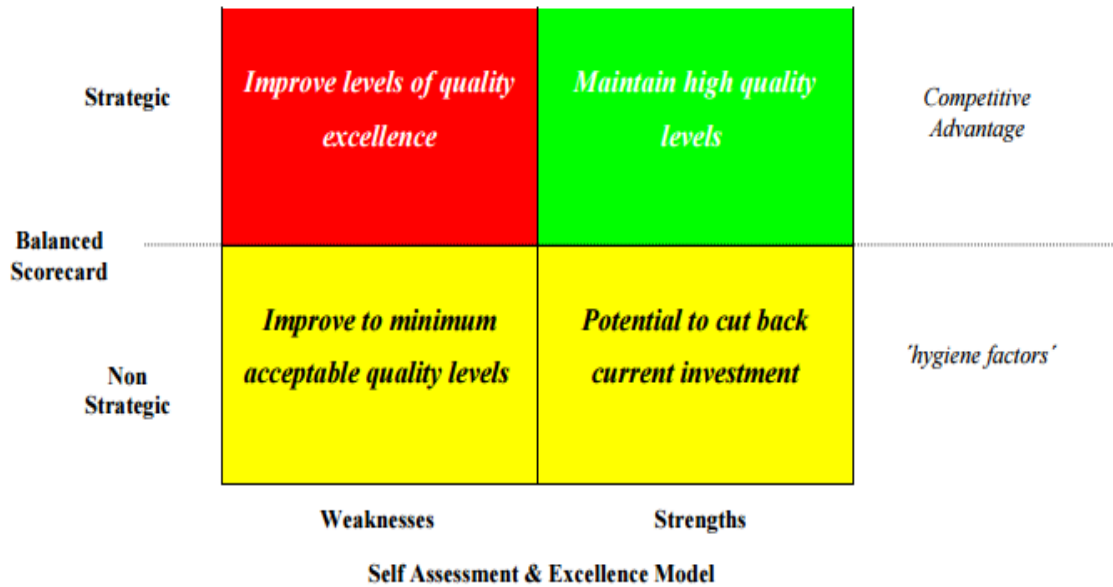 Strategic
Improve levels of quality
excellence
Maintain high quality
levels
Competitive
Advantage
Balanced
Scorecard
Non
Strategic
Improve to minimum
acceptable quality levels
Potential to cut back
current investment
´hygiene factors´
Weaknesses
Strengths
Self Assessment & Excellence Model